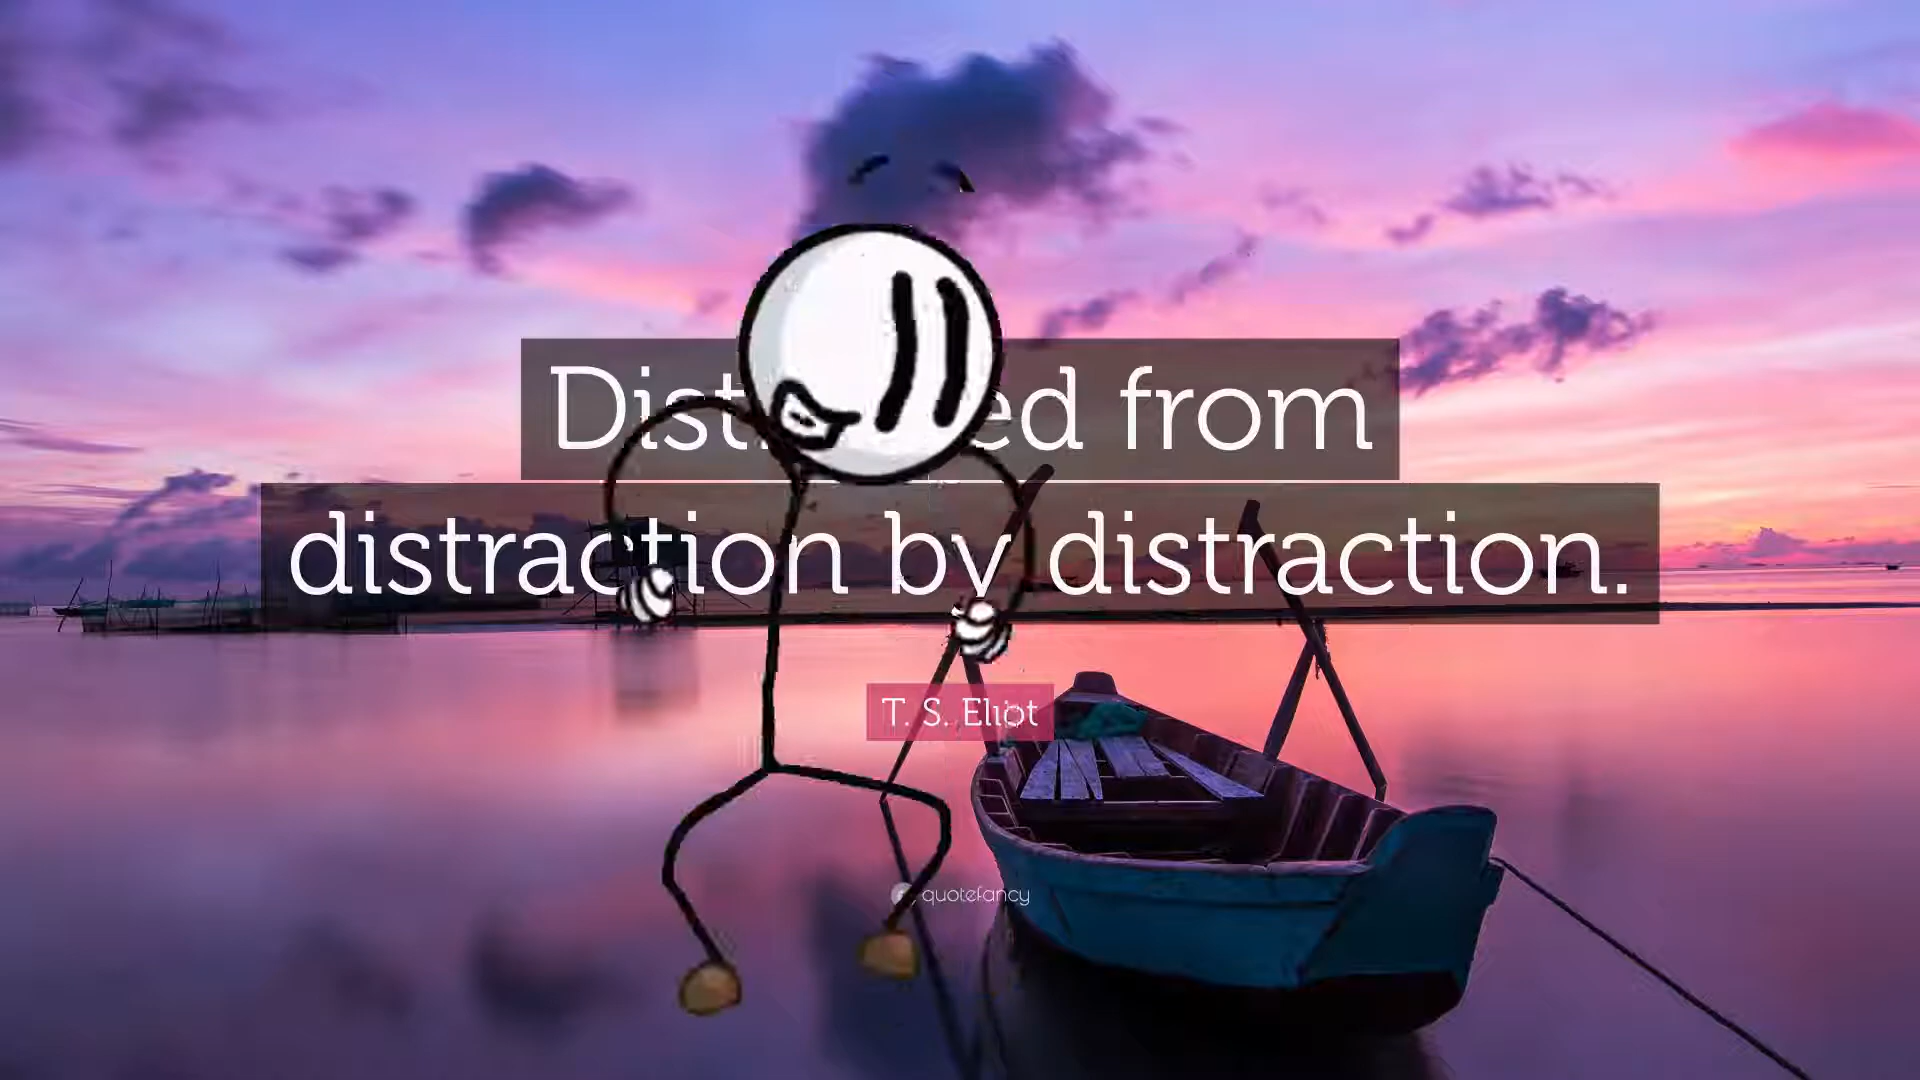 from
distraction by distraction.
T. S. Eliot
quotefancy